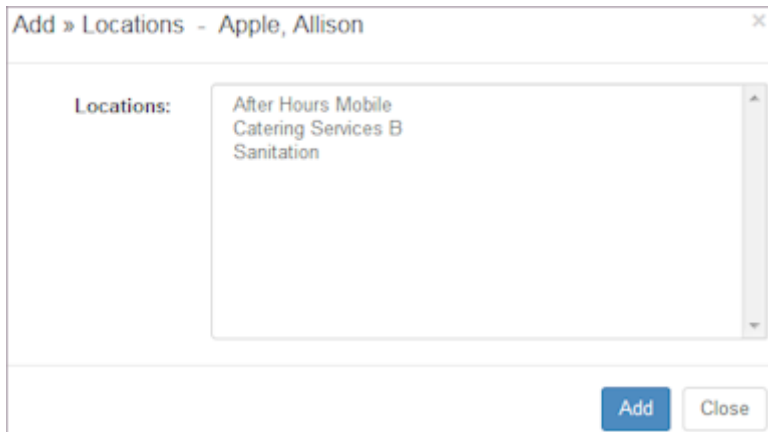 Add » Locations - Apple, Allison ×
Locations:
After Hours Mobile
Catering Services B
Sanitation
Add Close